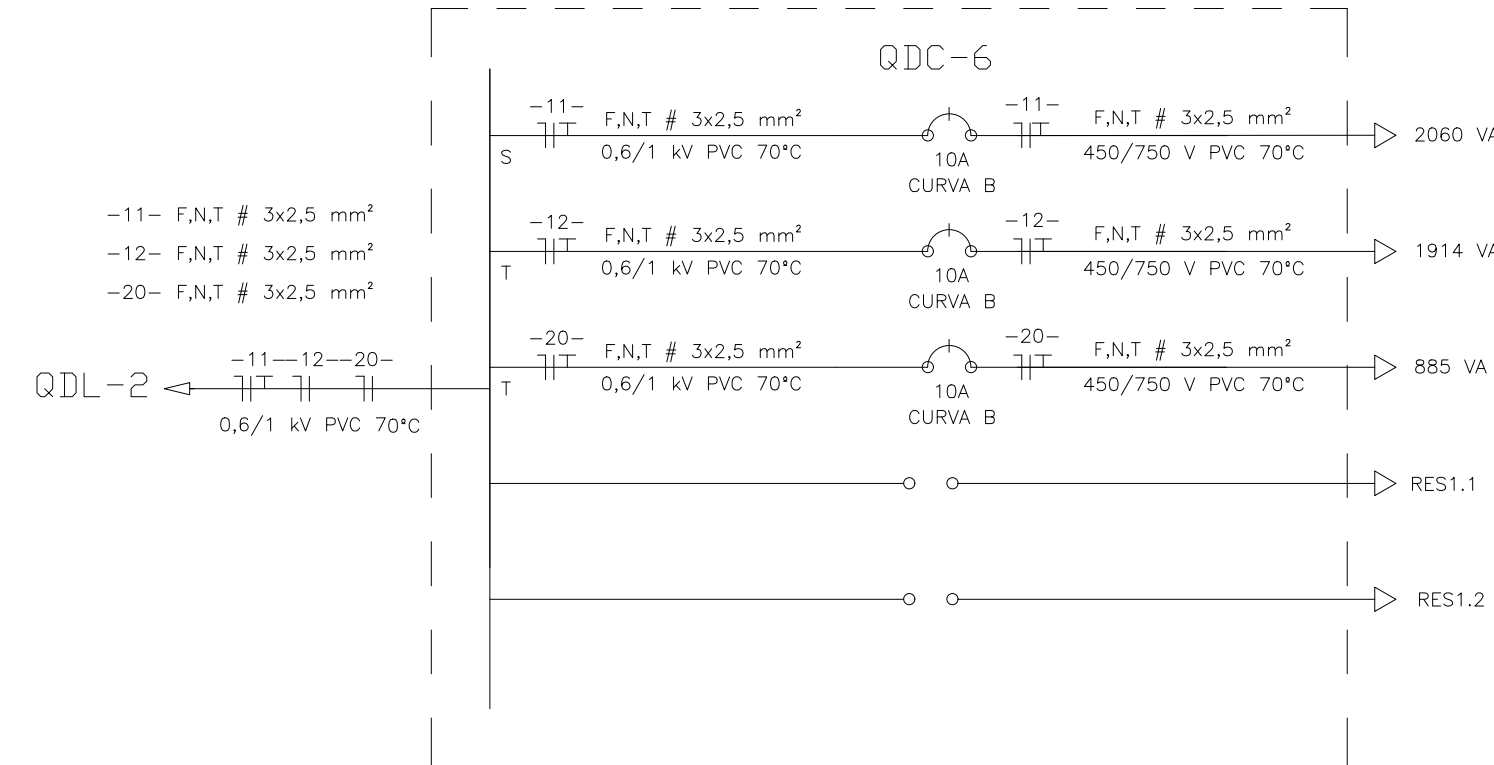 QDC-6
-11- F,N,T # 3x2,5 mm²
0,6/1 kV PVC 70°C
S
10A
CURVA B
-11- F,N,T # 3x2,5 mm²
450/750 V PVC 70°C
2060 VA
-11- F,N,T # 3x2,5 mm²
-12- F,N,T # 3x2,5 mm²
-20- F,N,T # 3x2,5 mm²
-12- F,N,T # 3x2,5 mm²
0,6/1 kV PVC 70°C
T
10A
CURVA B
-12- F,N,T # 3x2,5 mm²
450/750 V PVC 70°C
1914 VA
-20- F,N,T # 3x2,5 mm²
0,6/1 kV PVC 70°C
T
10A
CURVA B
-20- F,N,T # 3x2,5 mm²
450/750 V PVC 70°C
885 VA
QDL-2
-11--12--20-
0,6/1 kV PVC 70°C
RES1.1
RES1.2